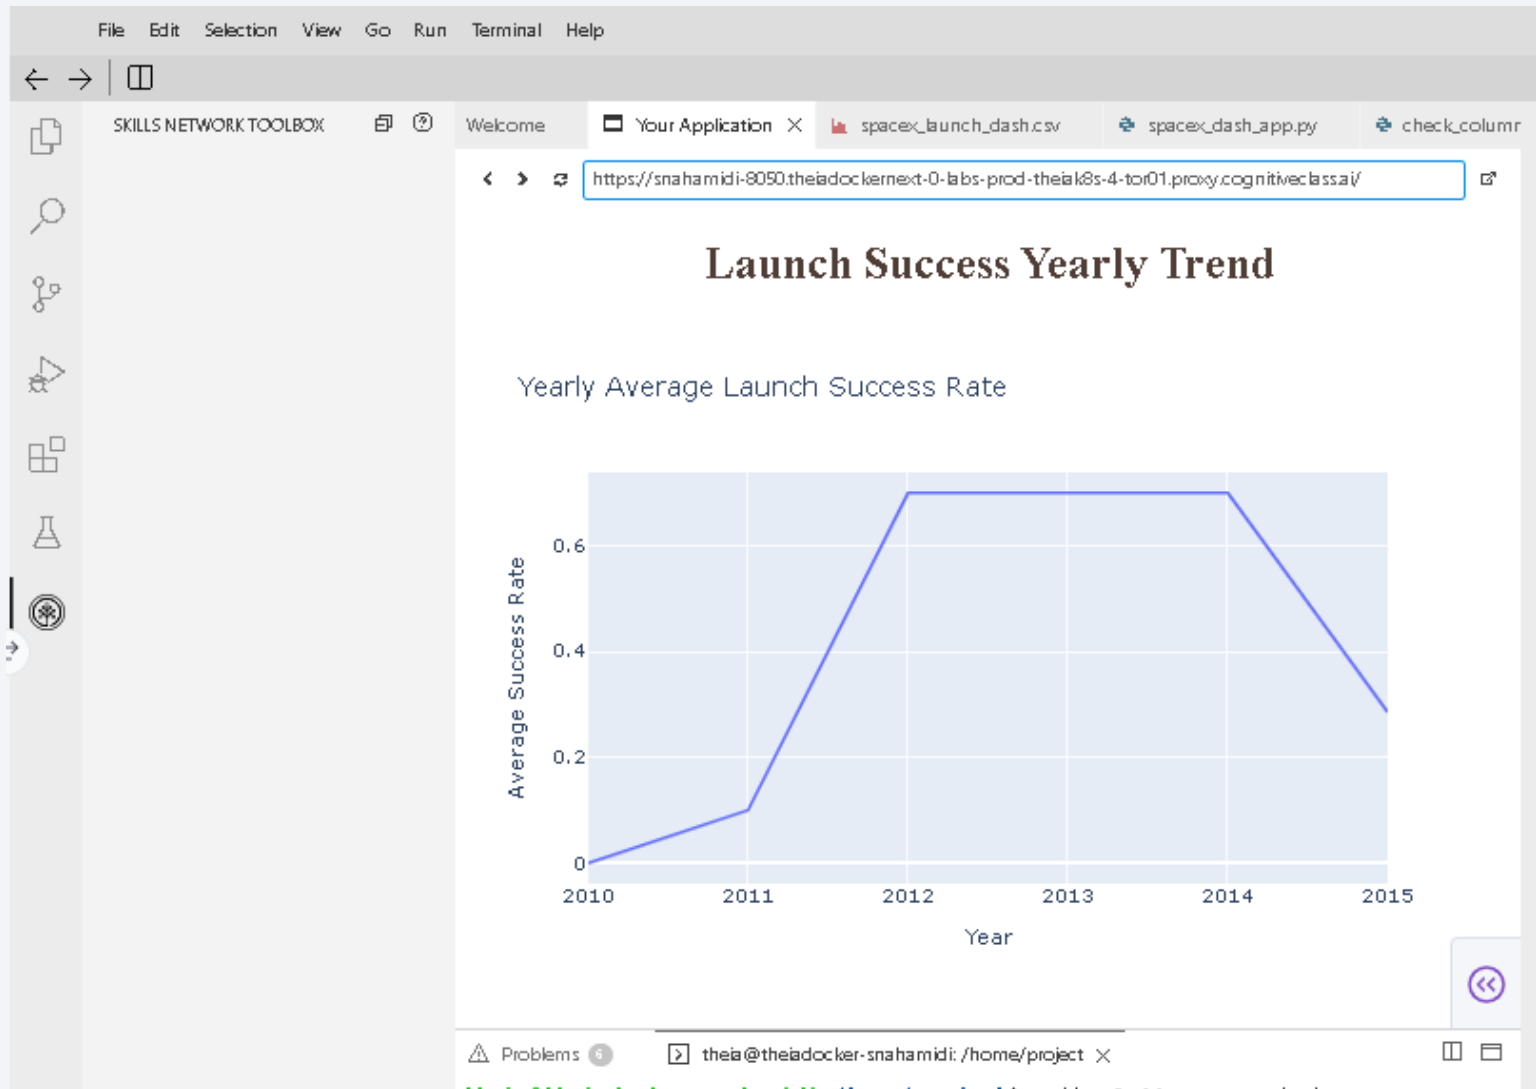 File Edit Selection View Go Run Terminal Help
SKILLS NETWORK TOOLBOX
Welcome Your Application spacex_launch_dash.csv spacex_dash_app.py check_column
https://snahamidi-8050.theiadockernext-0-labs-prod-theiak8s-4-tor01.proxy.cognitiveclass.ai/
Launch Success Yearly Trend
Yearly Average Launch Success Rate
Average Success Rate
0.6
0.4
0.2
0
2010 2011 2012 2013 2014 2015
Year
Problems 6 theia@theiadocker-snahamidi: /home/project